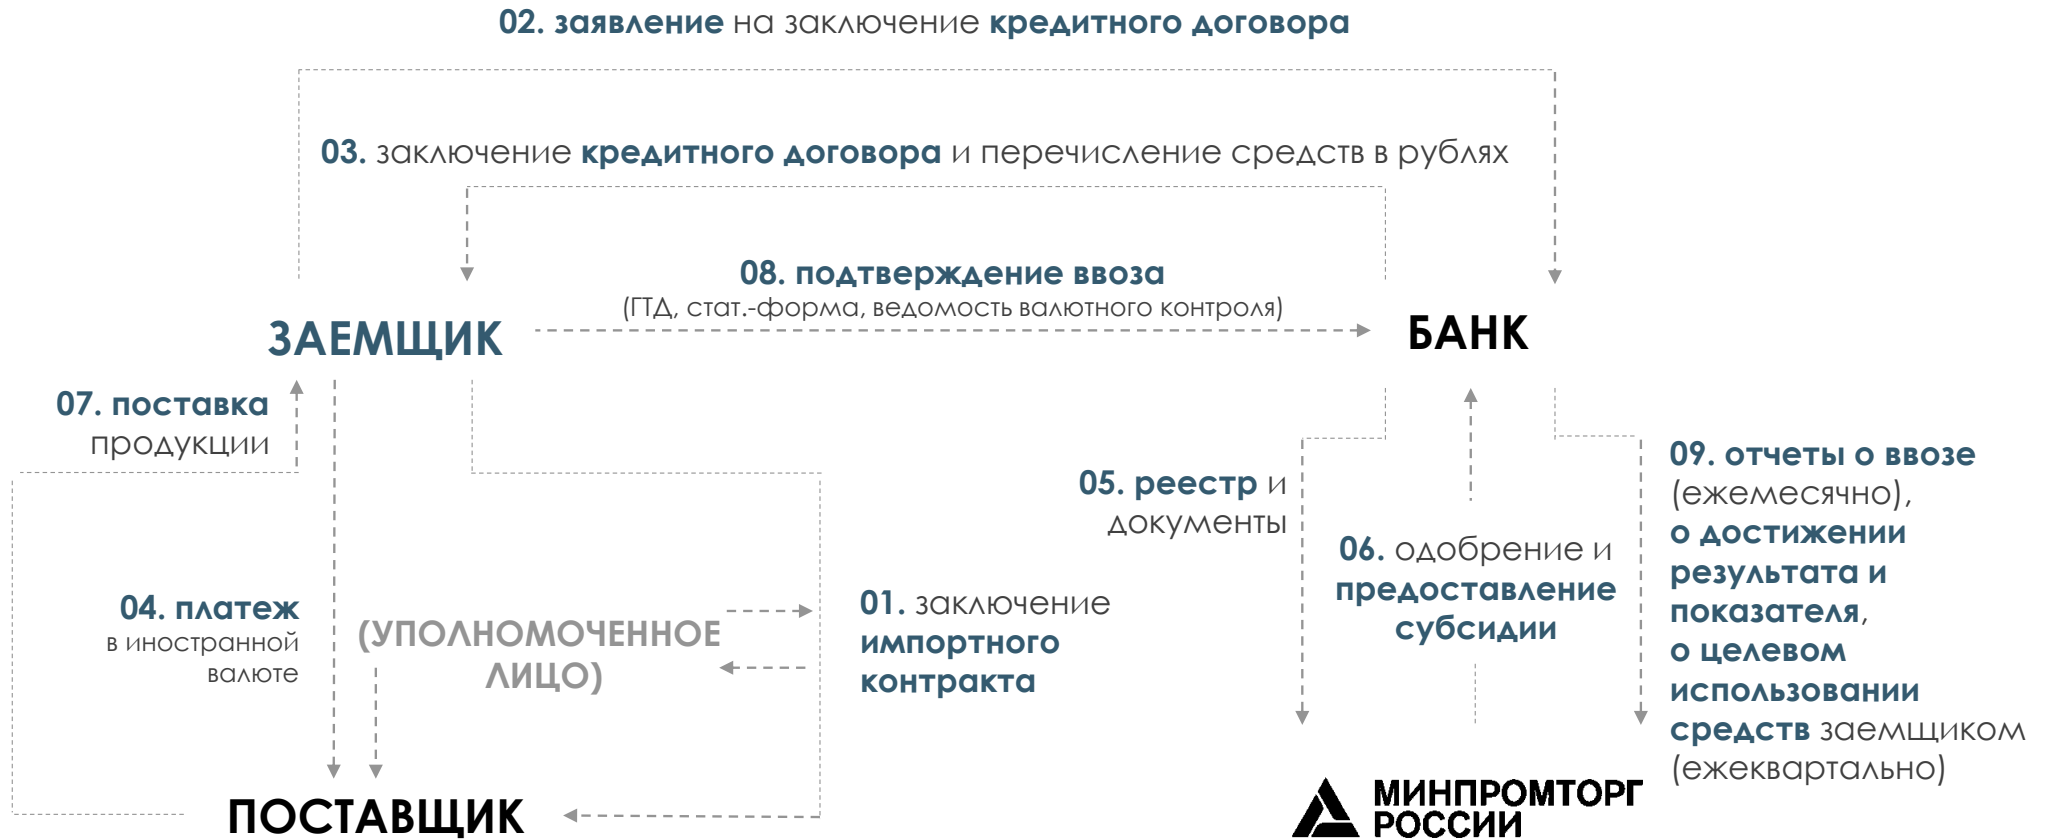 02. заявление на заключение кредитного договора
03. заключение кредитного договора и перечисление средств в рублях
08. подтверждение ввоза
(ГТД, стат.-форма, ведомость валютного контроля)
ЗАЕМЩИК
БАНК
07. поставка
продукции
05. реестр и
документы
06. одобрение и
предоставление
субсидии
09. отчеты о ввозе
(ежемесячно),
о достижении
результата и
показателя,
о целевом
использовании
средств заемщиком
(ежеквартально)
04. платеж
в иностранной
валюте
(УПОЛНОМОЧЕННОЕ
ЛИЦО)
01. заключение
импортного
контракта
ПОСТАВЩИК
МИНПРОМТОРГ
РОССИИ